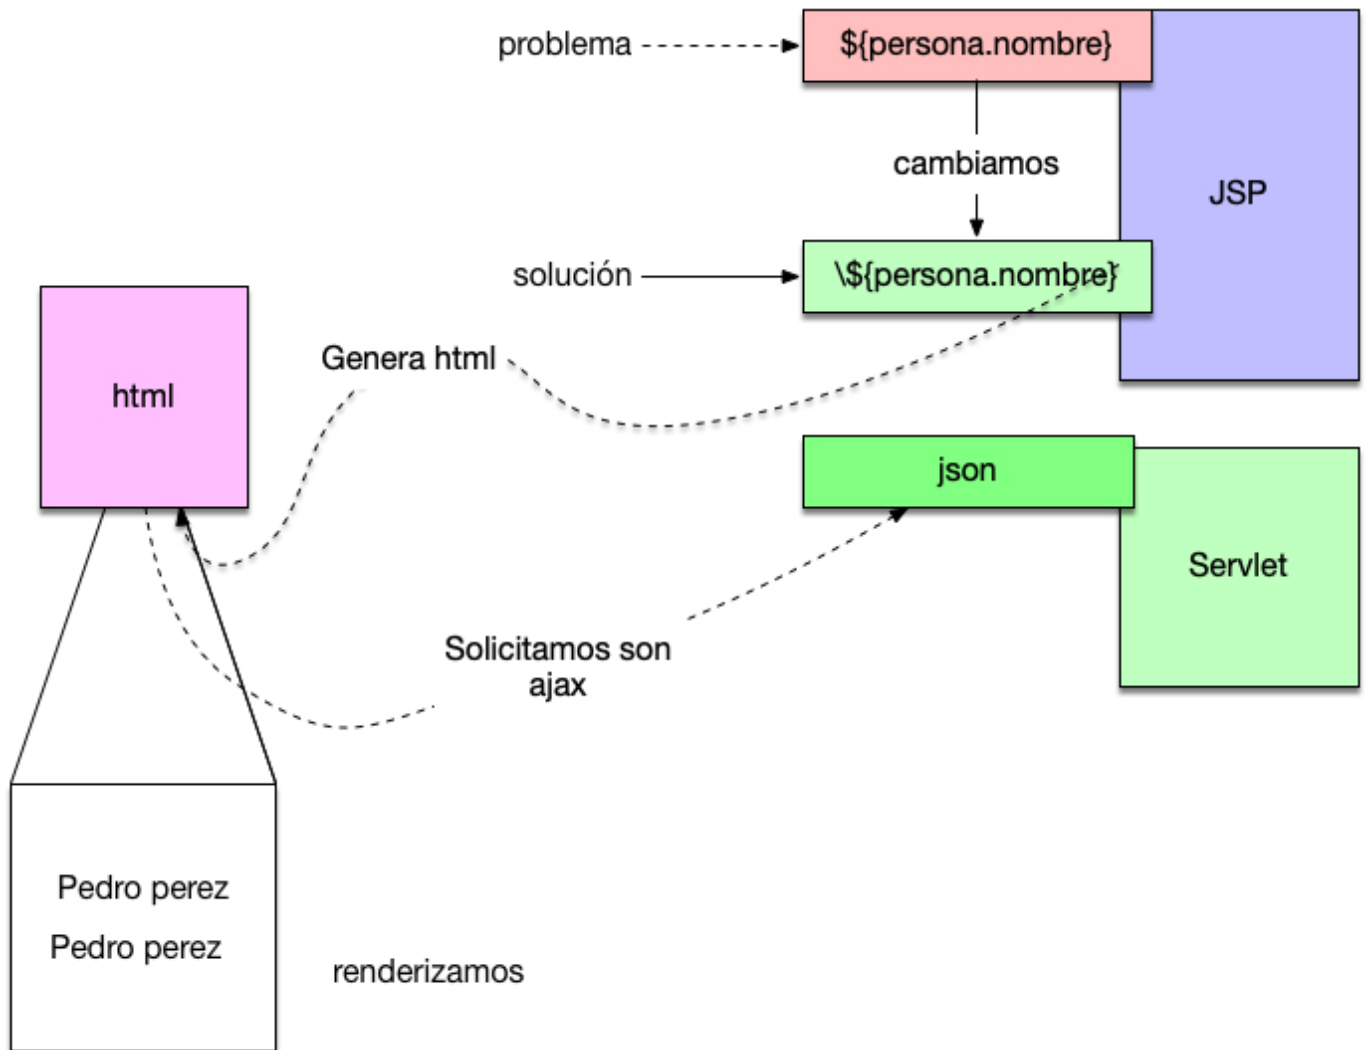 problema
${persona.nombre}
cambiamos
JSP
solución
\${persona.nombre}
Genera html
html
json
Servlet
Solicitamos son
ajax
Pedro perez
Pedro perez
renderizamos